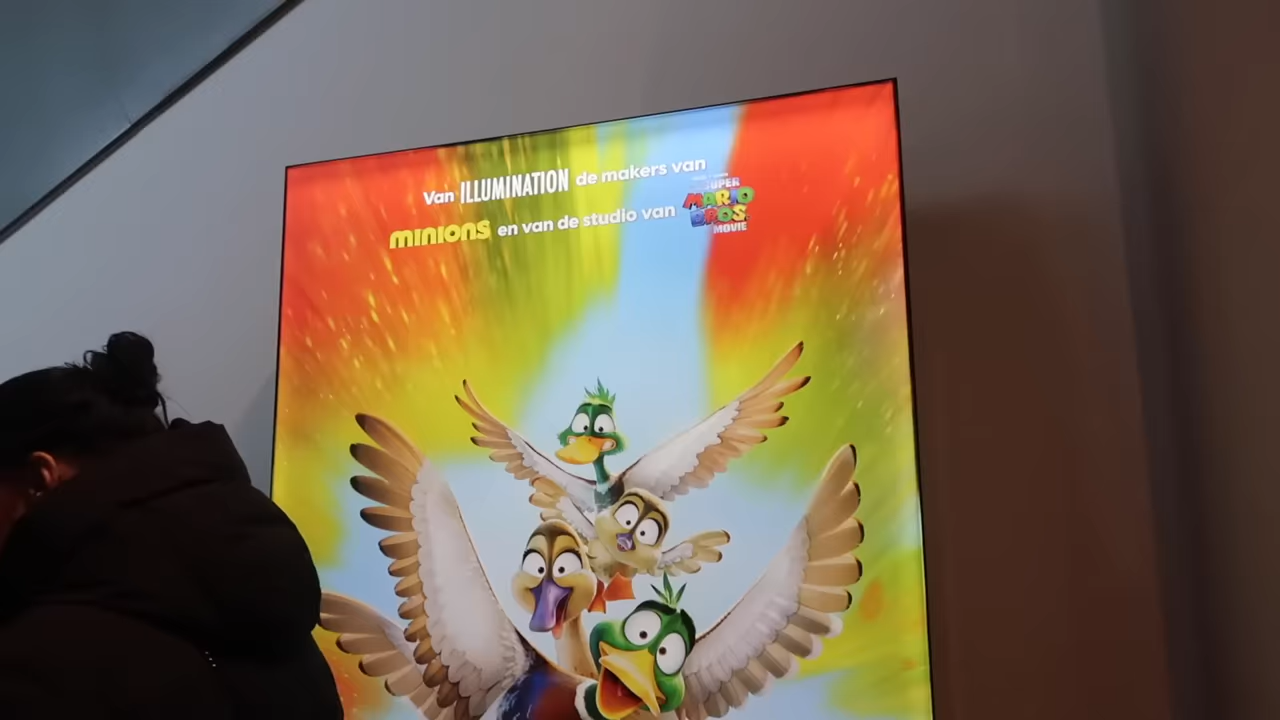 Van ILLUMINATION de makers van
MINIONS en van de studio van
SUPER
MARIO
BROS.
MOVIE